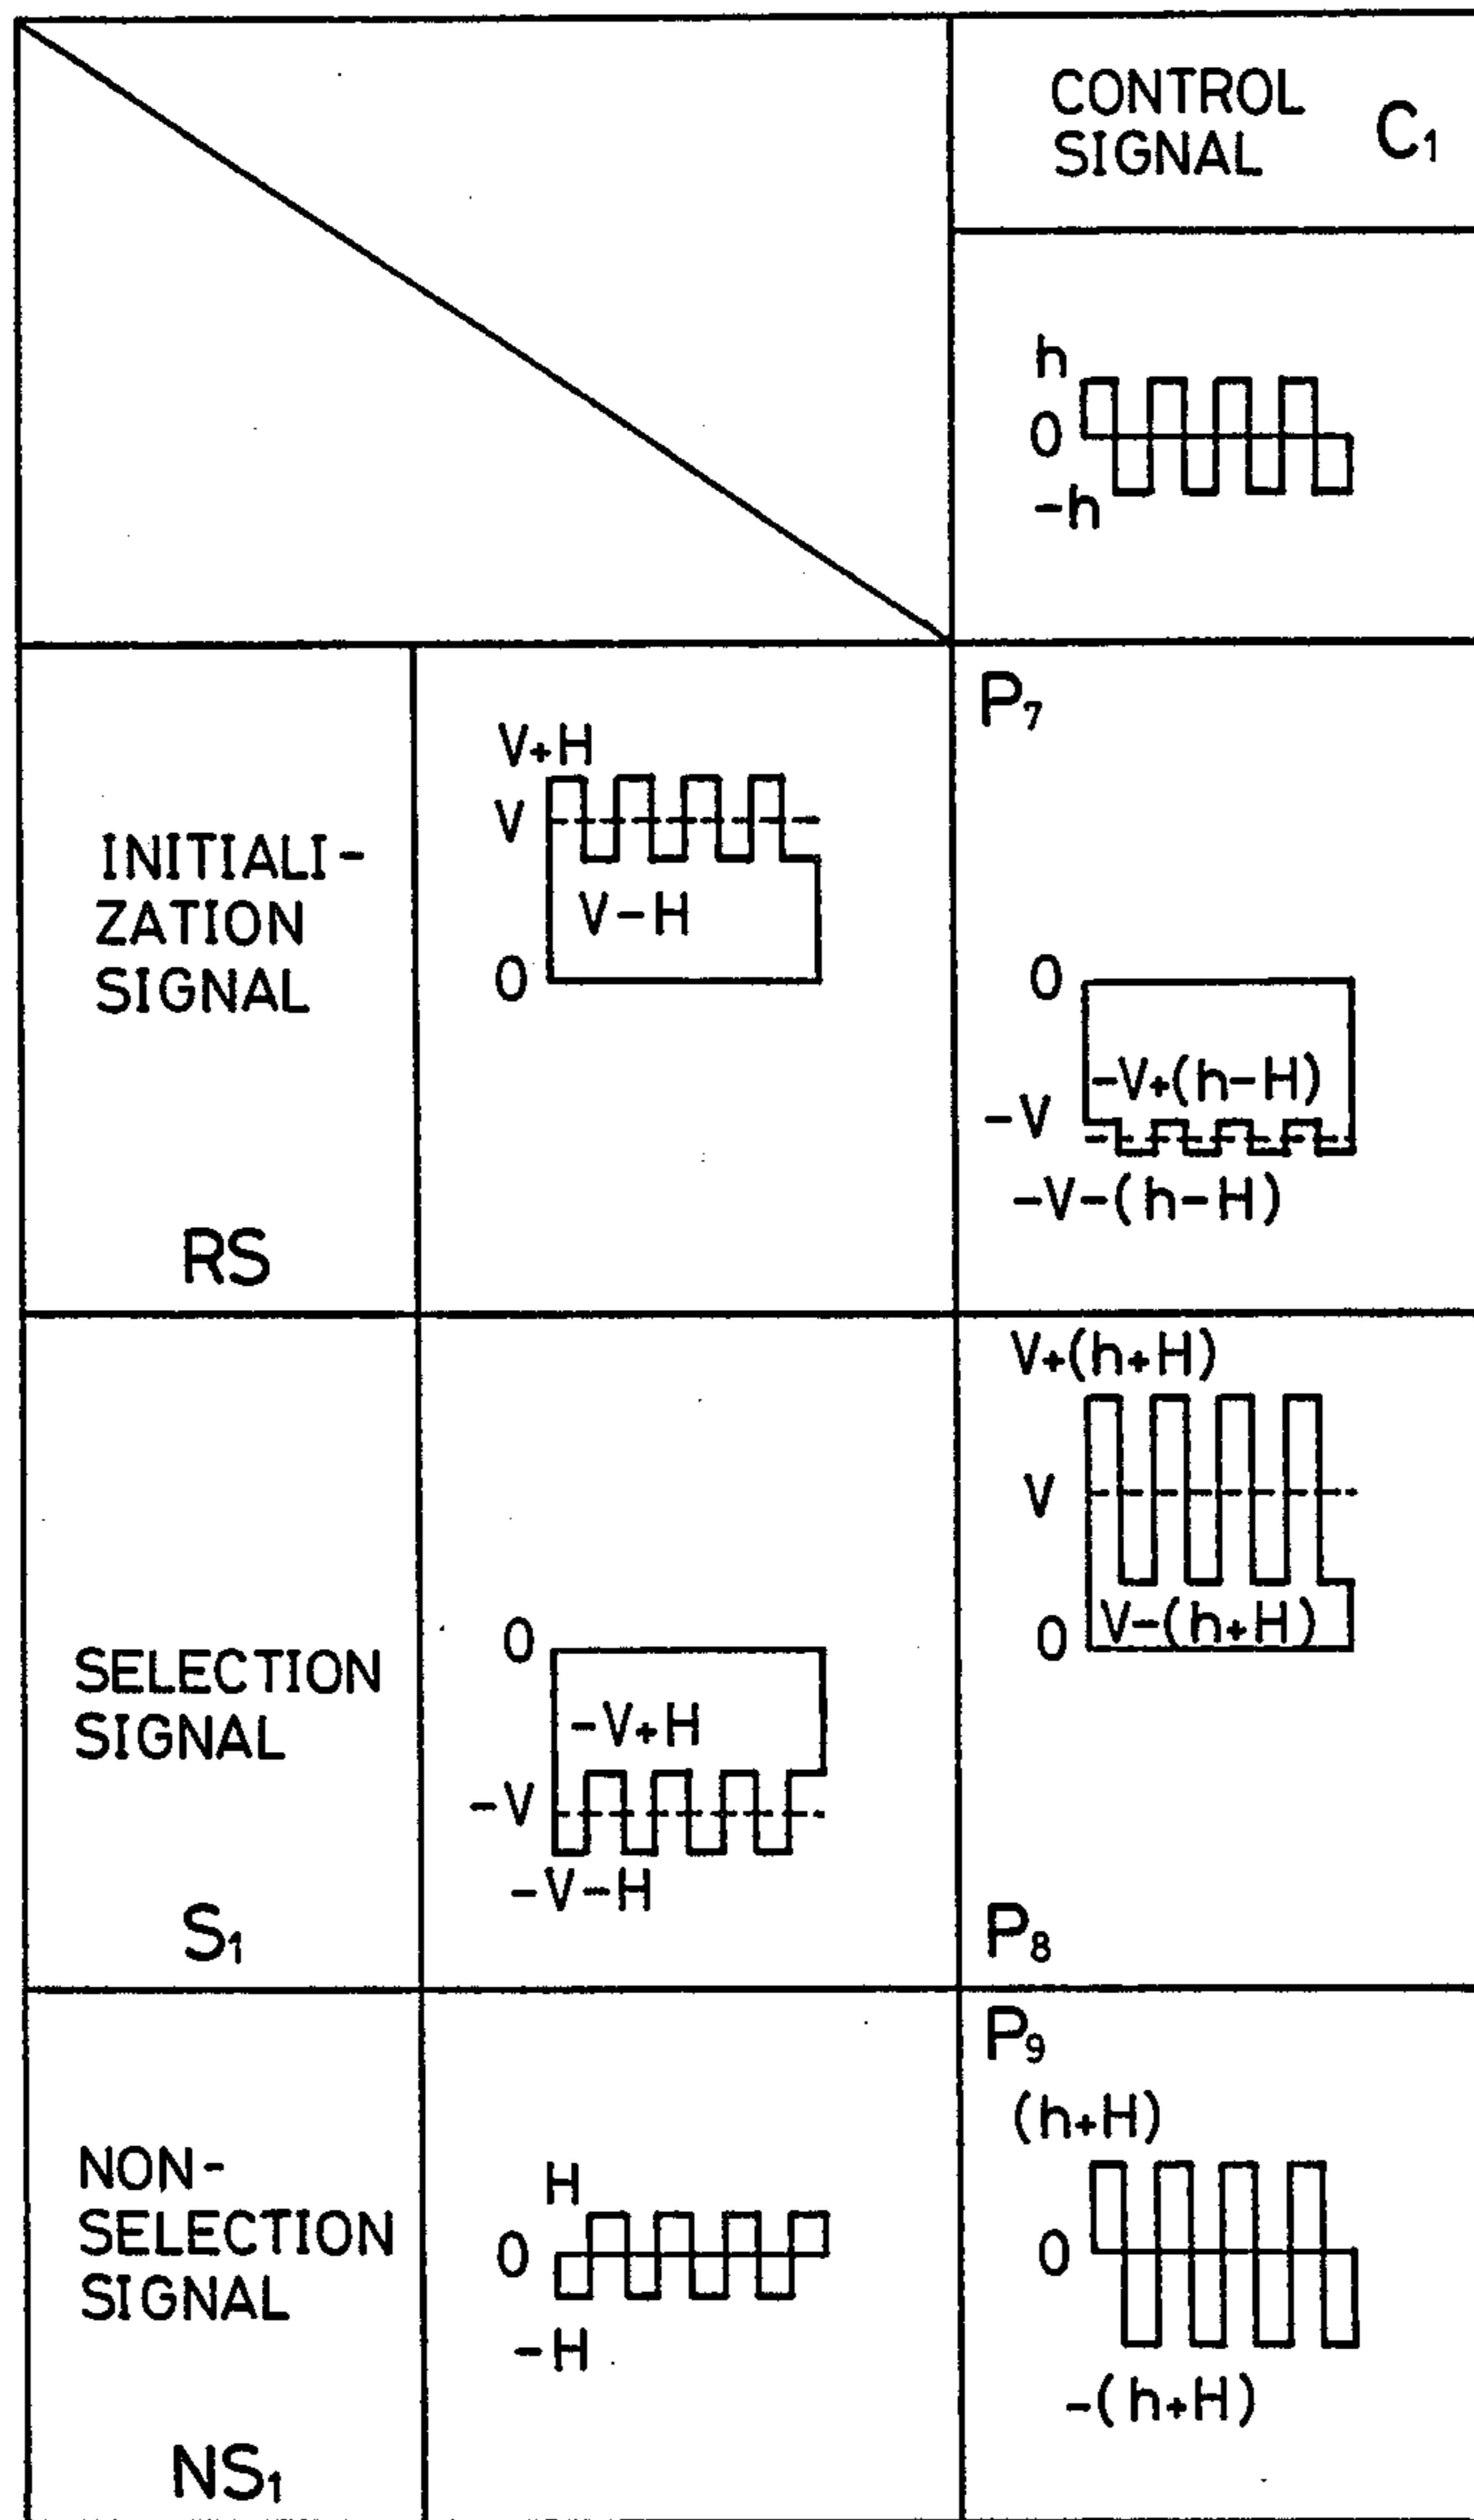 CONTROL
SIGNAL C₁
h
0
-h
INITIALI-
ZATION
SIGNAL
RS
V+H
V
V-H
0
P₇
0
-V+(h-H)
-V
-V-(h-H)
SELECTION
SIGNAL
S₁
0
-V+H
-V
-V-H
V+(h+H)
V
V-(h+H)
0
P₈
NON-
SELECTION
SIGNAL
NS₁
H
0
-H
P₉
(h+H)
0
-(h+H)